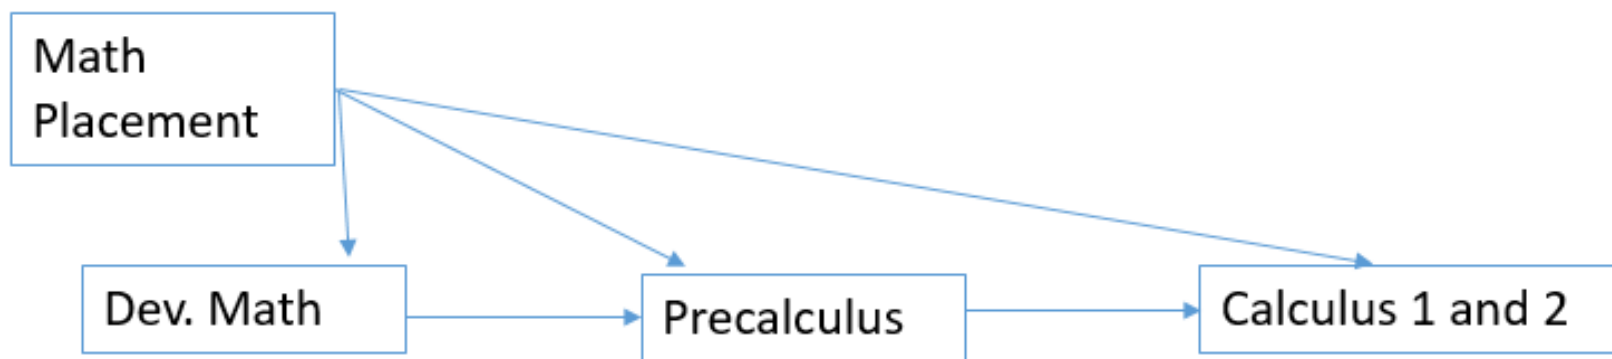 Math
Placement
Dev. Math
Precalculus
Calculus 1 and 2